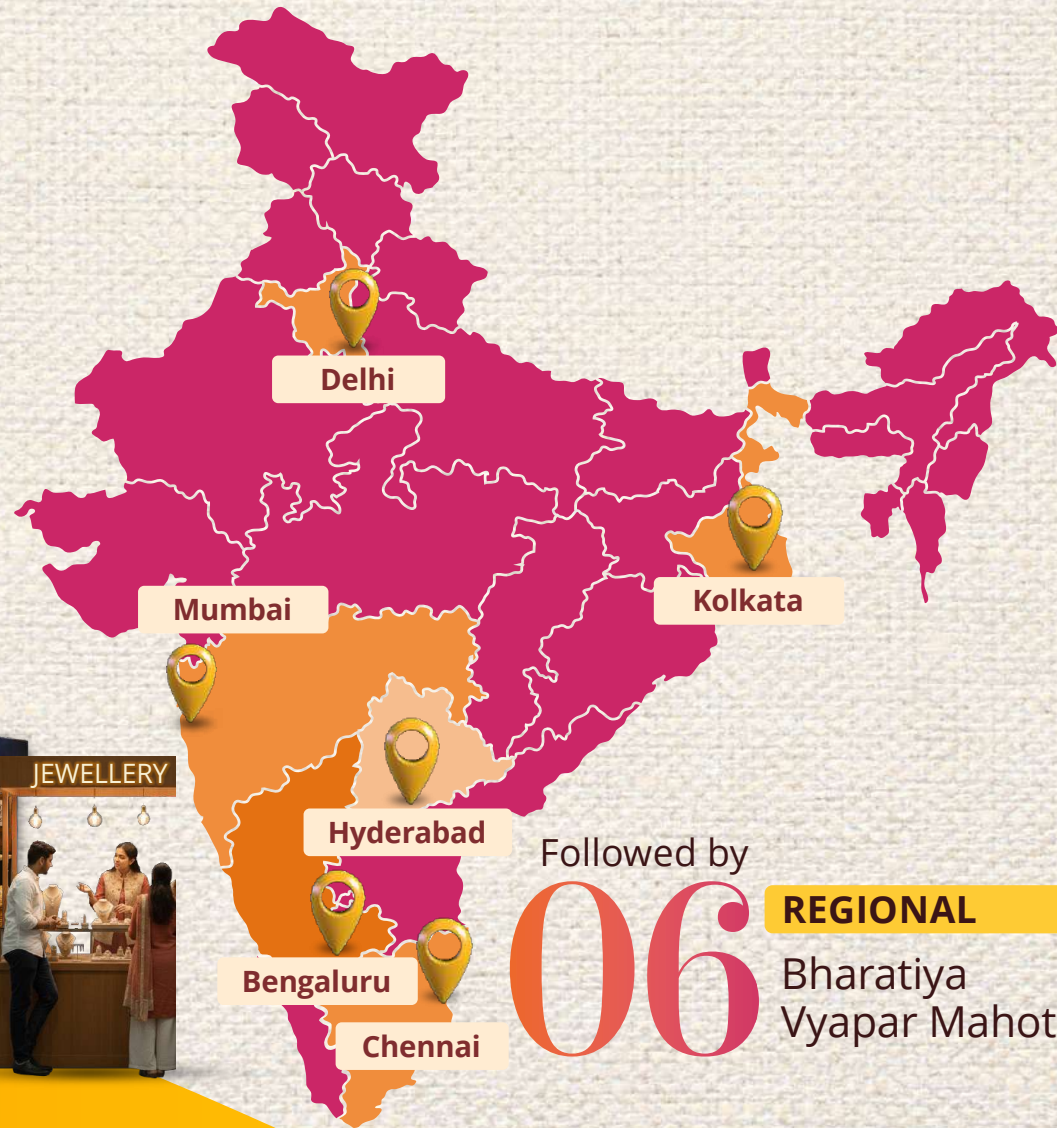 Delhi
Kolkata
Mumbai
JEWELLERY
Hyderabad
Bengaluru
Chennai
Followed by
06
REGIONAL
Bharatiya
Vyapar Mahot